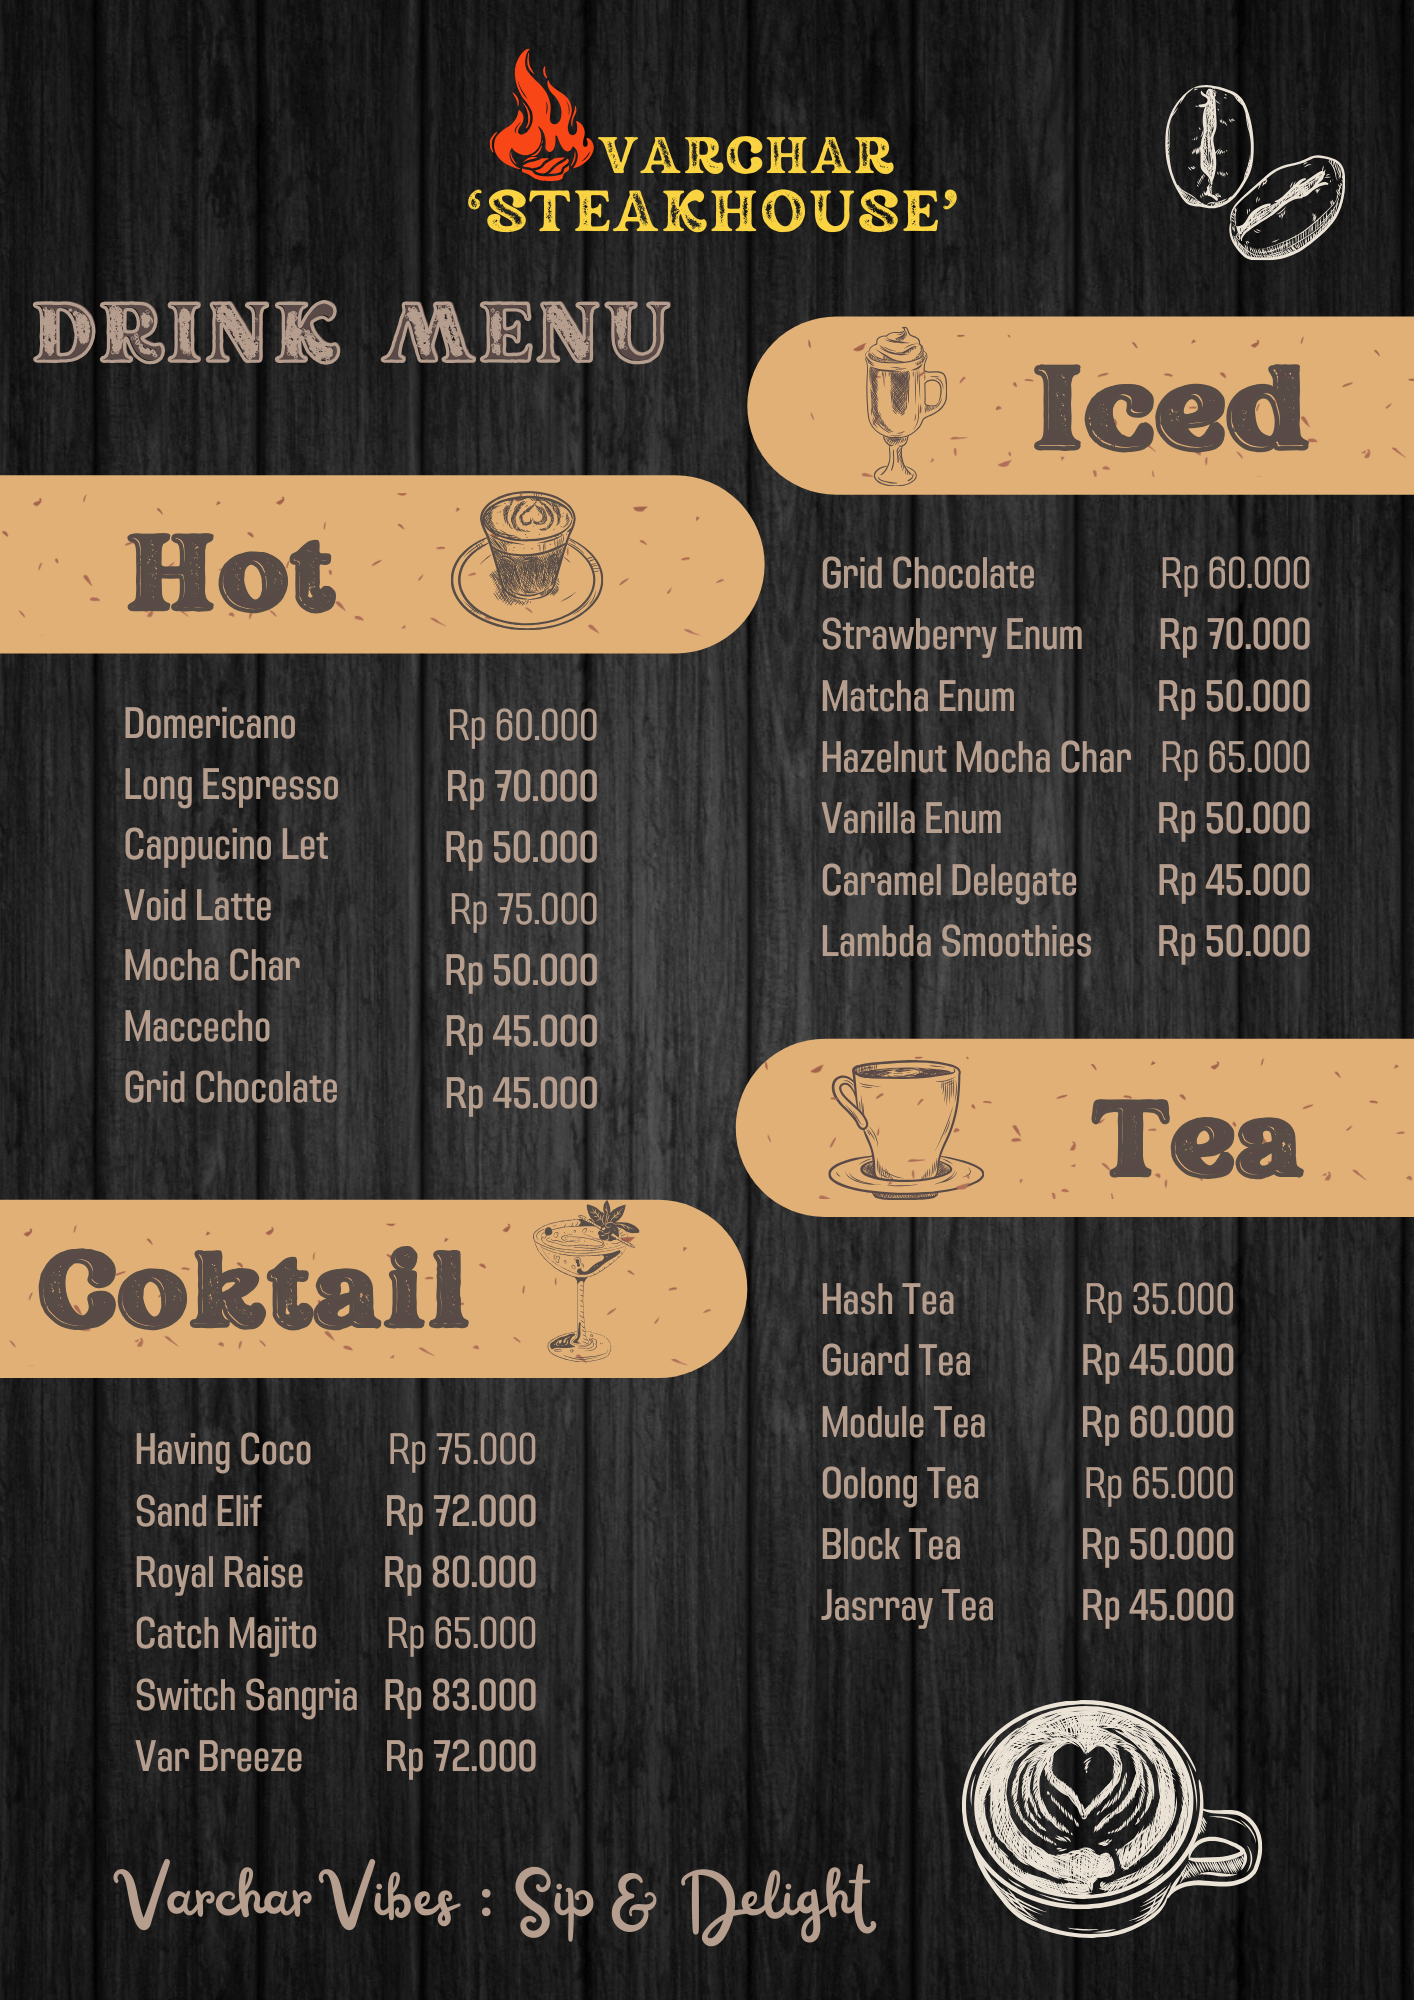 VARCHAR
‘STEAKHOUSE’
DRINK MENU
Hot
Domericano Rp 60.000
Long Espresso Rp 70.000
Cappucino Let Rp 50.000
Void Latte Rp 75.000
Mocha Char Rp 50.000
Maccecho Rp 45.000
Grid Chocolate Rp 45.000
Coktail
Having Coco Rp 75.000
Sand Elif Rp 72.000
Royal Raise Rp 80.000
Catch Majito Rp 65.000
Switch Sangria Rp 83.000
Var Breeze Rp 72.000
Iced
Grid Chocolate Rp 60.000
Strawberry Enum Rp 70.000
Matcha Enum Rp 50.000
Hazelnut Mocha Char Rp 65.000
Vanilla Enum Rp 50.000
Caramel Delegate Rp 45.000
Lambda Smoothies Rp 50.000
Tea
Hash Tea Rp 35.000
Guard Tea Rp 45.000
Module Tea Rp 60.000
Oolong Tea Rp 65.000
Block Tea Rp 50.000
Jasrray Tea Rp 45.000
Varchar Vibes : Sip & Delight